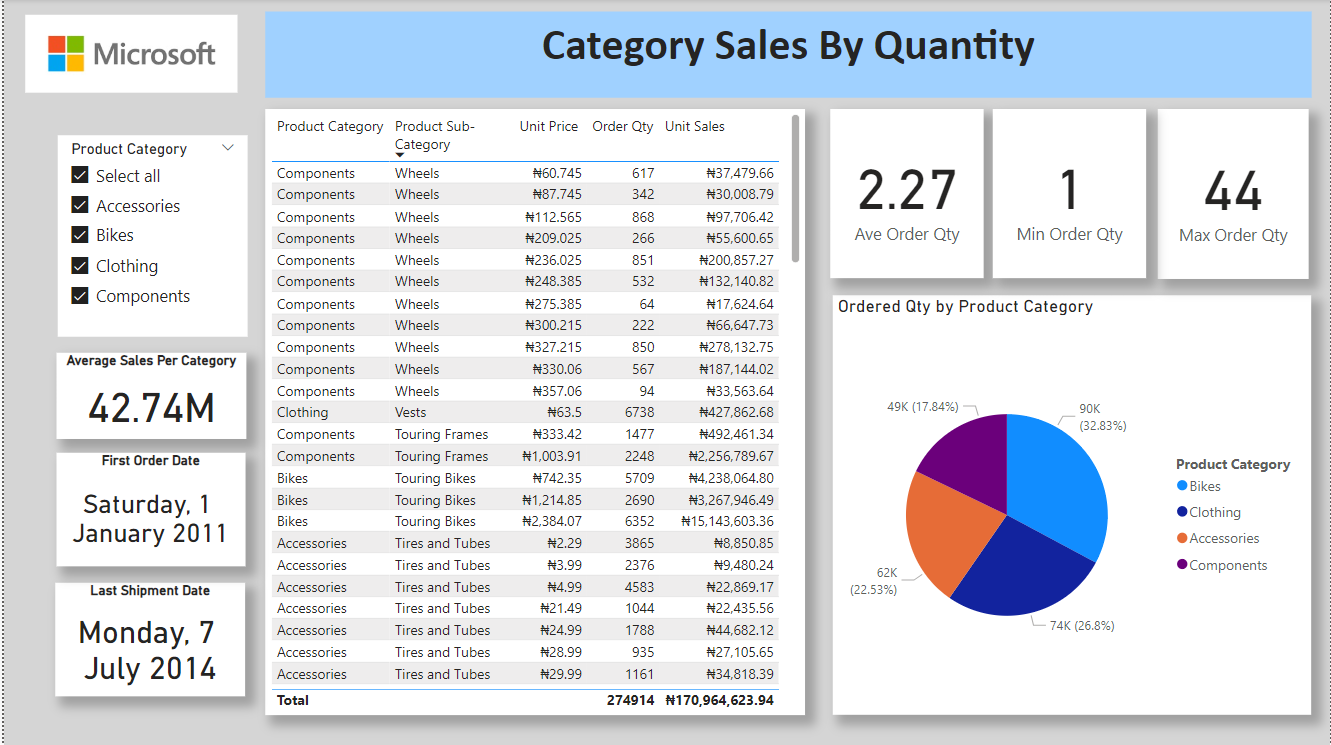 Microsoft
Category Sales By Quantity
Product Category
Select all
Accessories
Bikes
Clothing
Components
Average Sales Per Category
42.74M
First Order Date
Saturday, 1
January 2011
Last Shipment Date
Monday, 7
July 2014
Product Category Product Sub-Category Unit Price Order Qty Unit Sales
Components Wheels ₦60.745 617 ₦37,479.66
Components Wheels ₦87.745 342 ₦30,008.79
Components Wheels ₦112.565 868 ₦97,706.42
Components Wheels ₦209.025 266 ₦55,600.65
Components Wheels ₦236.025 851 ₦200,857.27
Components Wheels ₦248.385 532 ₦132,140.82
Components Wheels ₦275.385 64 ₦17,624.64
Components Wheels ₦300.215 222 ₦66,647.73
Components Wheels ₦327.215 850 ₦278,132.75
Components Wheels ₦330.06 567 ₦187,144.02
Components Wheels ₦357.06 94 ₦33,563.64
Clothing Vests ₦63.5 6738 ₦427,862.68
Components Touring Frames ₦333.42 1477 ₦492,461.34
Components Touring Frames ₦1,003.91 2248 ₦2,256,789.67
Bikes Touring Bikes ₦742.35 5709 ₦4,238,064.80
Bikes Touring Bikes ₦1,214.85 2690 ₦3,267,946.49
Bikes Touring Bikes ₦2,384.07 6352 ₦15,143,603.36
Accessories Tires and Tubes ₦2.29 3865 ₦8,850.85
Accessories Tires and Tubes ₦3.99 2376 ₦9,480.24
Accessories Tires and Tubes ₦4.99 4583 ₦22,869.17
Accessories Tires and Tubes ₦21.49 1044 ₦22,435.56
Accessories Tires and Tubes ₦24.99 1788 ₦44,682.12
Accessories Tires and Tubes ₦28.99 935 ₦27,105.65
Accessories Tires and Tubes ₦29.99 1161 ₦34,818.39
Total 274914 ₦170,964,623.94
2.27
Ave Order Qty
1
Min Order Qty
44
Max Order Qty
Ordered Qty by Product Category
49K (17.84%)
90K
(32.83%)
62K
(22.53%)
74K (26.8%)
Product Category
Bikes
Clothing
Accessories
Components